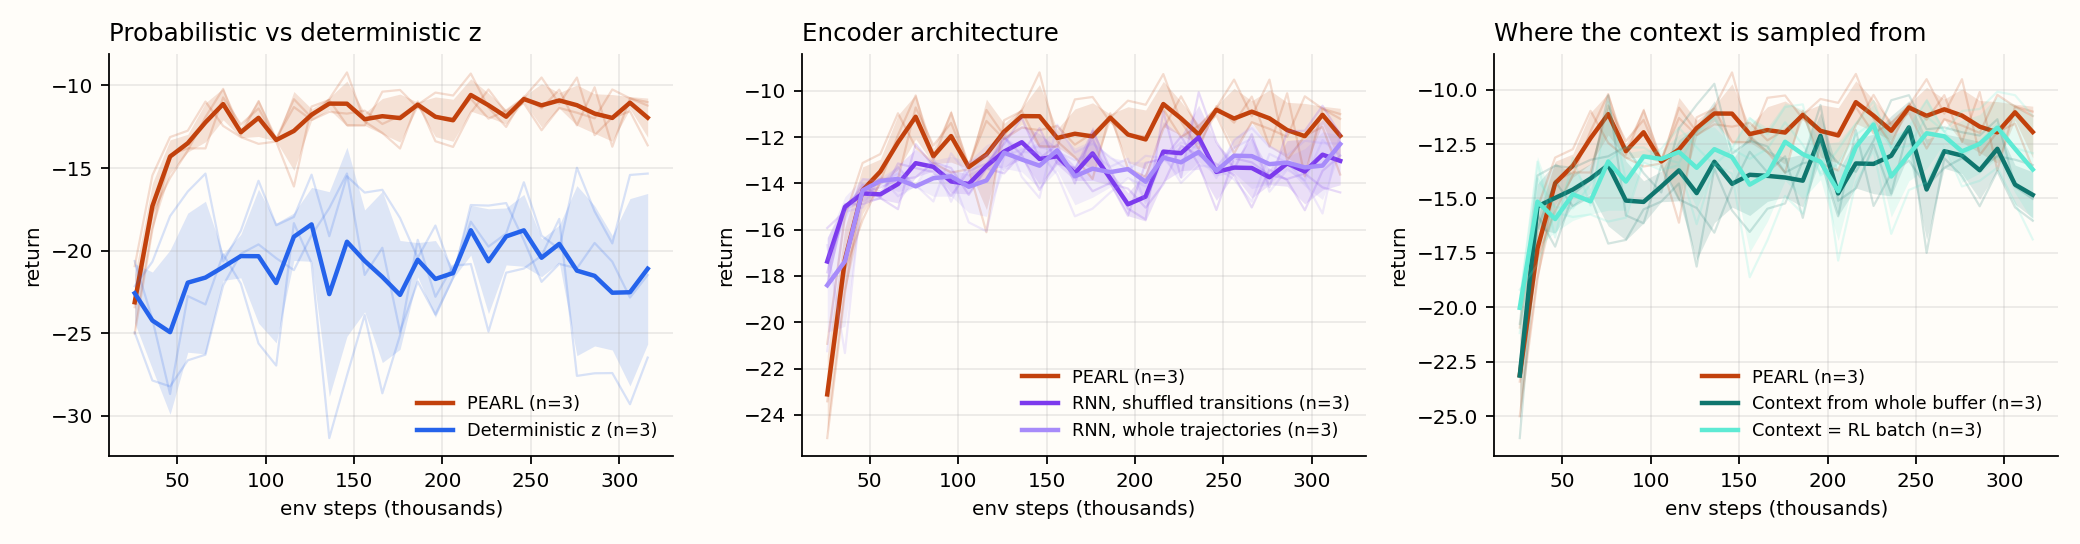 Probabilistic vs deterministic z
−10
−15
−20
−25
−30
return
50 100 150 200 250 300
env steps (thousands)
PEARL (n=3)
Deterministic z (n=3)
Encoder architecture
−10
−12
−14
−16
−18
−20
−22
−24
return
50 100 150 200 250 300
env steps (thousands)
PEARL (n=3)
RNN, shuffled transitions (n=3)
RNN, whole trajectories (n=3)
Where the context is sampled from
−10.0
−12.5
−15.0
−17.5
−20.0
−22.5
−25.0
return
50 100 150 200 250 300
env steps (thousands)
PEARL (n=3)
Context from whole buffer (n=3)
Context = RL batch (n=3)